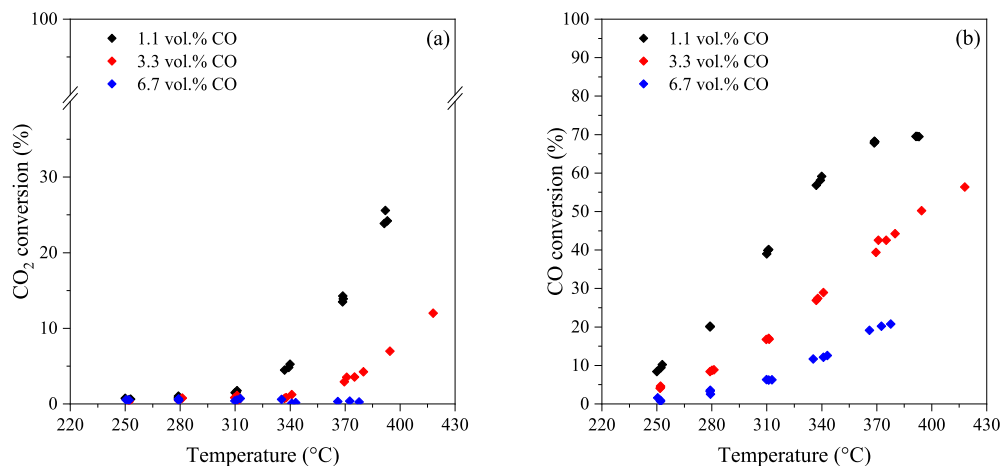 100
(a)
1.1 vol.% CO
3.3 vol.% CO
6.7 vol.% CO
30
20
10
0
CO₂ conversion (%)
220 250 280 310 340 370 400 430
Temperature (°C)
100
(b)
1.1 vol.% CO
3.3 vol.% CO
6.7 vol.% CO
90
80
70
60
50
40
30
20
10
0
CO conversion (%)
220 250 280 310 340 370 400 430
Temperature (°C)